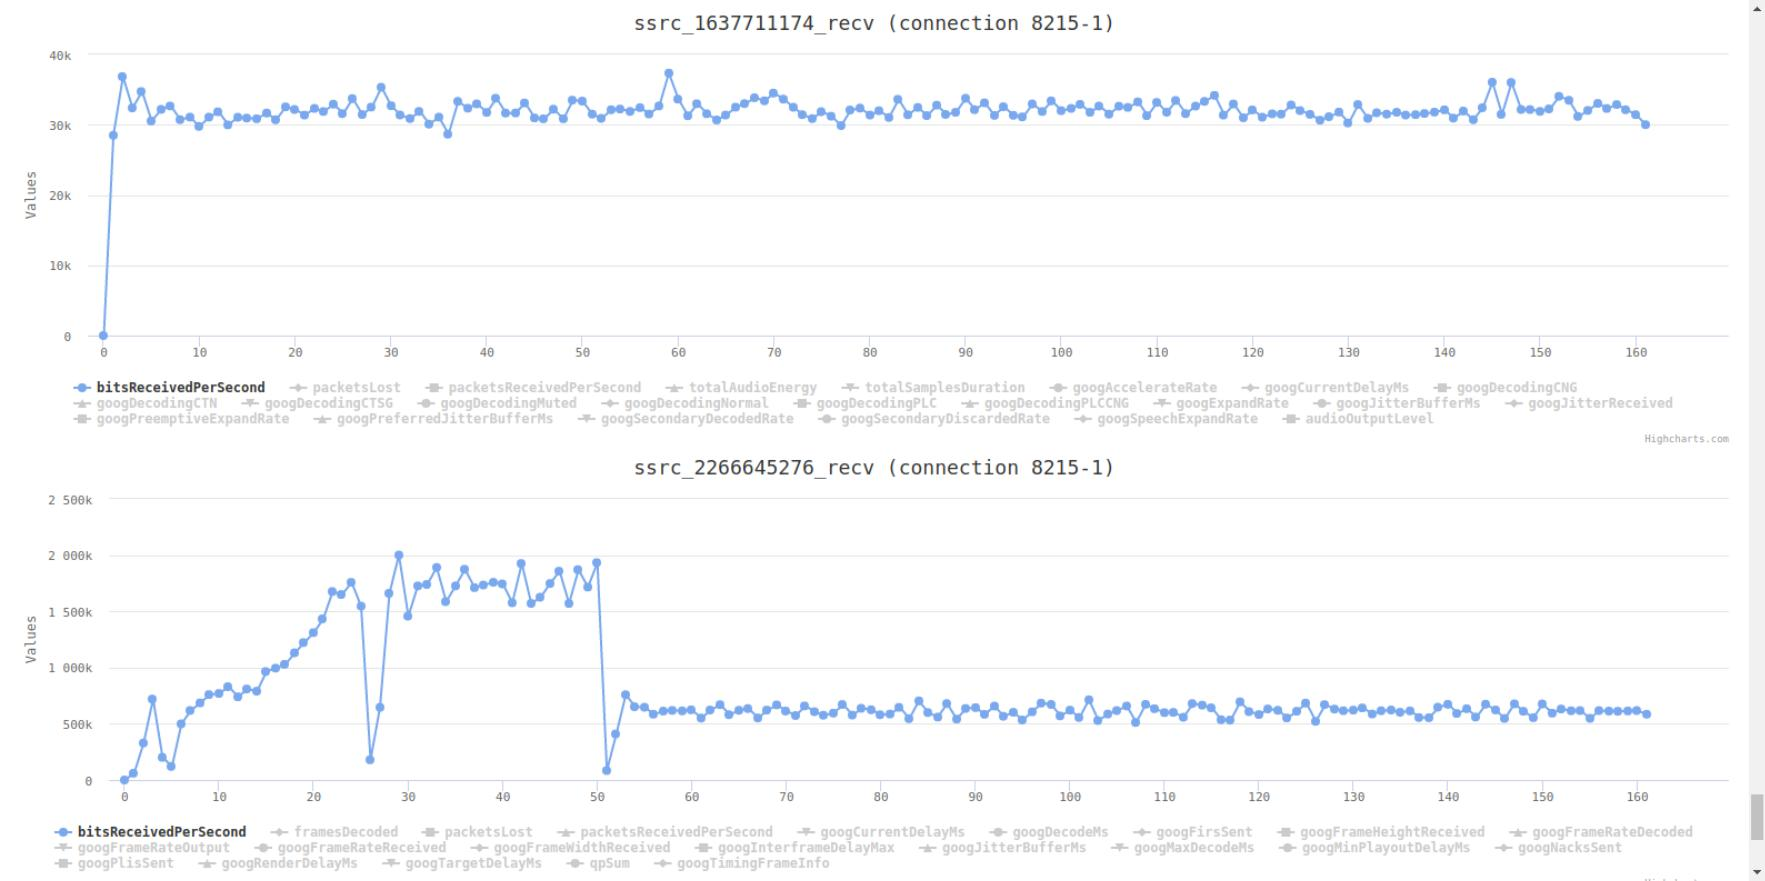 ssrc_1637711174_recv (connection 8215-1)
40k
30k
20k
10k
0
Values
0 10 20 30 40 50 60 70 80 90 100 110 120 130 140 150 160
bitsReceivedPerSecond packetsLost packetsReceivedPerSecond totalAudioEnergy totalSamplesDuration googAccelerateRate googCurrentDelayMs googDecodingCNG
googDecodingCTN googDecodingCTSG googDecodingMuted googDecodingNormal googDecodingPLC googDecodingPLCCNG googExpandRate googJitterBufferMs googJitterReceived
googPreemptiveExpandRate googPreferredJitterBufferMs googSecondaryDecodedRate googSecondaryDiscardedRate googSpeechExpandRate audioOutputLevel
Highcharts.com
ssrc_2266645276_recv (connection 8215-1)
2 500k
2 000k
1 500k
1 000k
500k
0
Values
0 10 20 30 40 50 60 70 80 90 100 110 120 130 140 150 160
bitsReceivedPerSecond framesDecoded packetsLost packetsReceivedPerSecond googCurrentDelayMs googDecodeMs googFirsSent googFrameHeightReceived googFrameRateDecoded
googFrameRateOutput googFrameRateReceived googFrameWidthReceived googInterframeDelayMax googJitterBufferMs googMaxDecodeMs googMinPlayoutDelayMs googNacksSent
googPlisSent googRenderDelayMs googTargetDelayMs qpSum googTimingFrameInfo